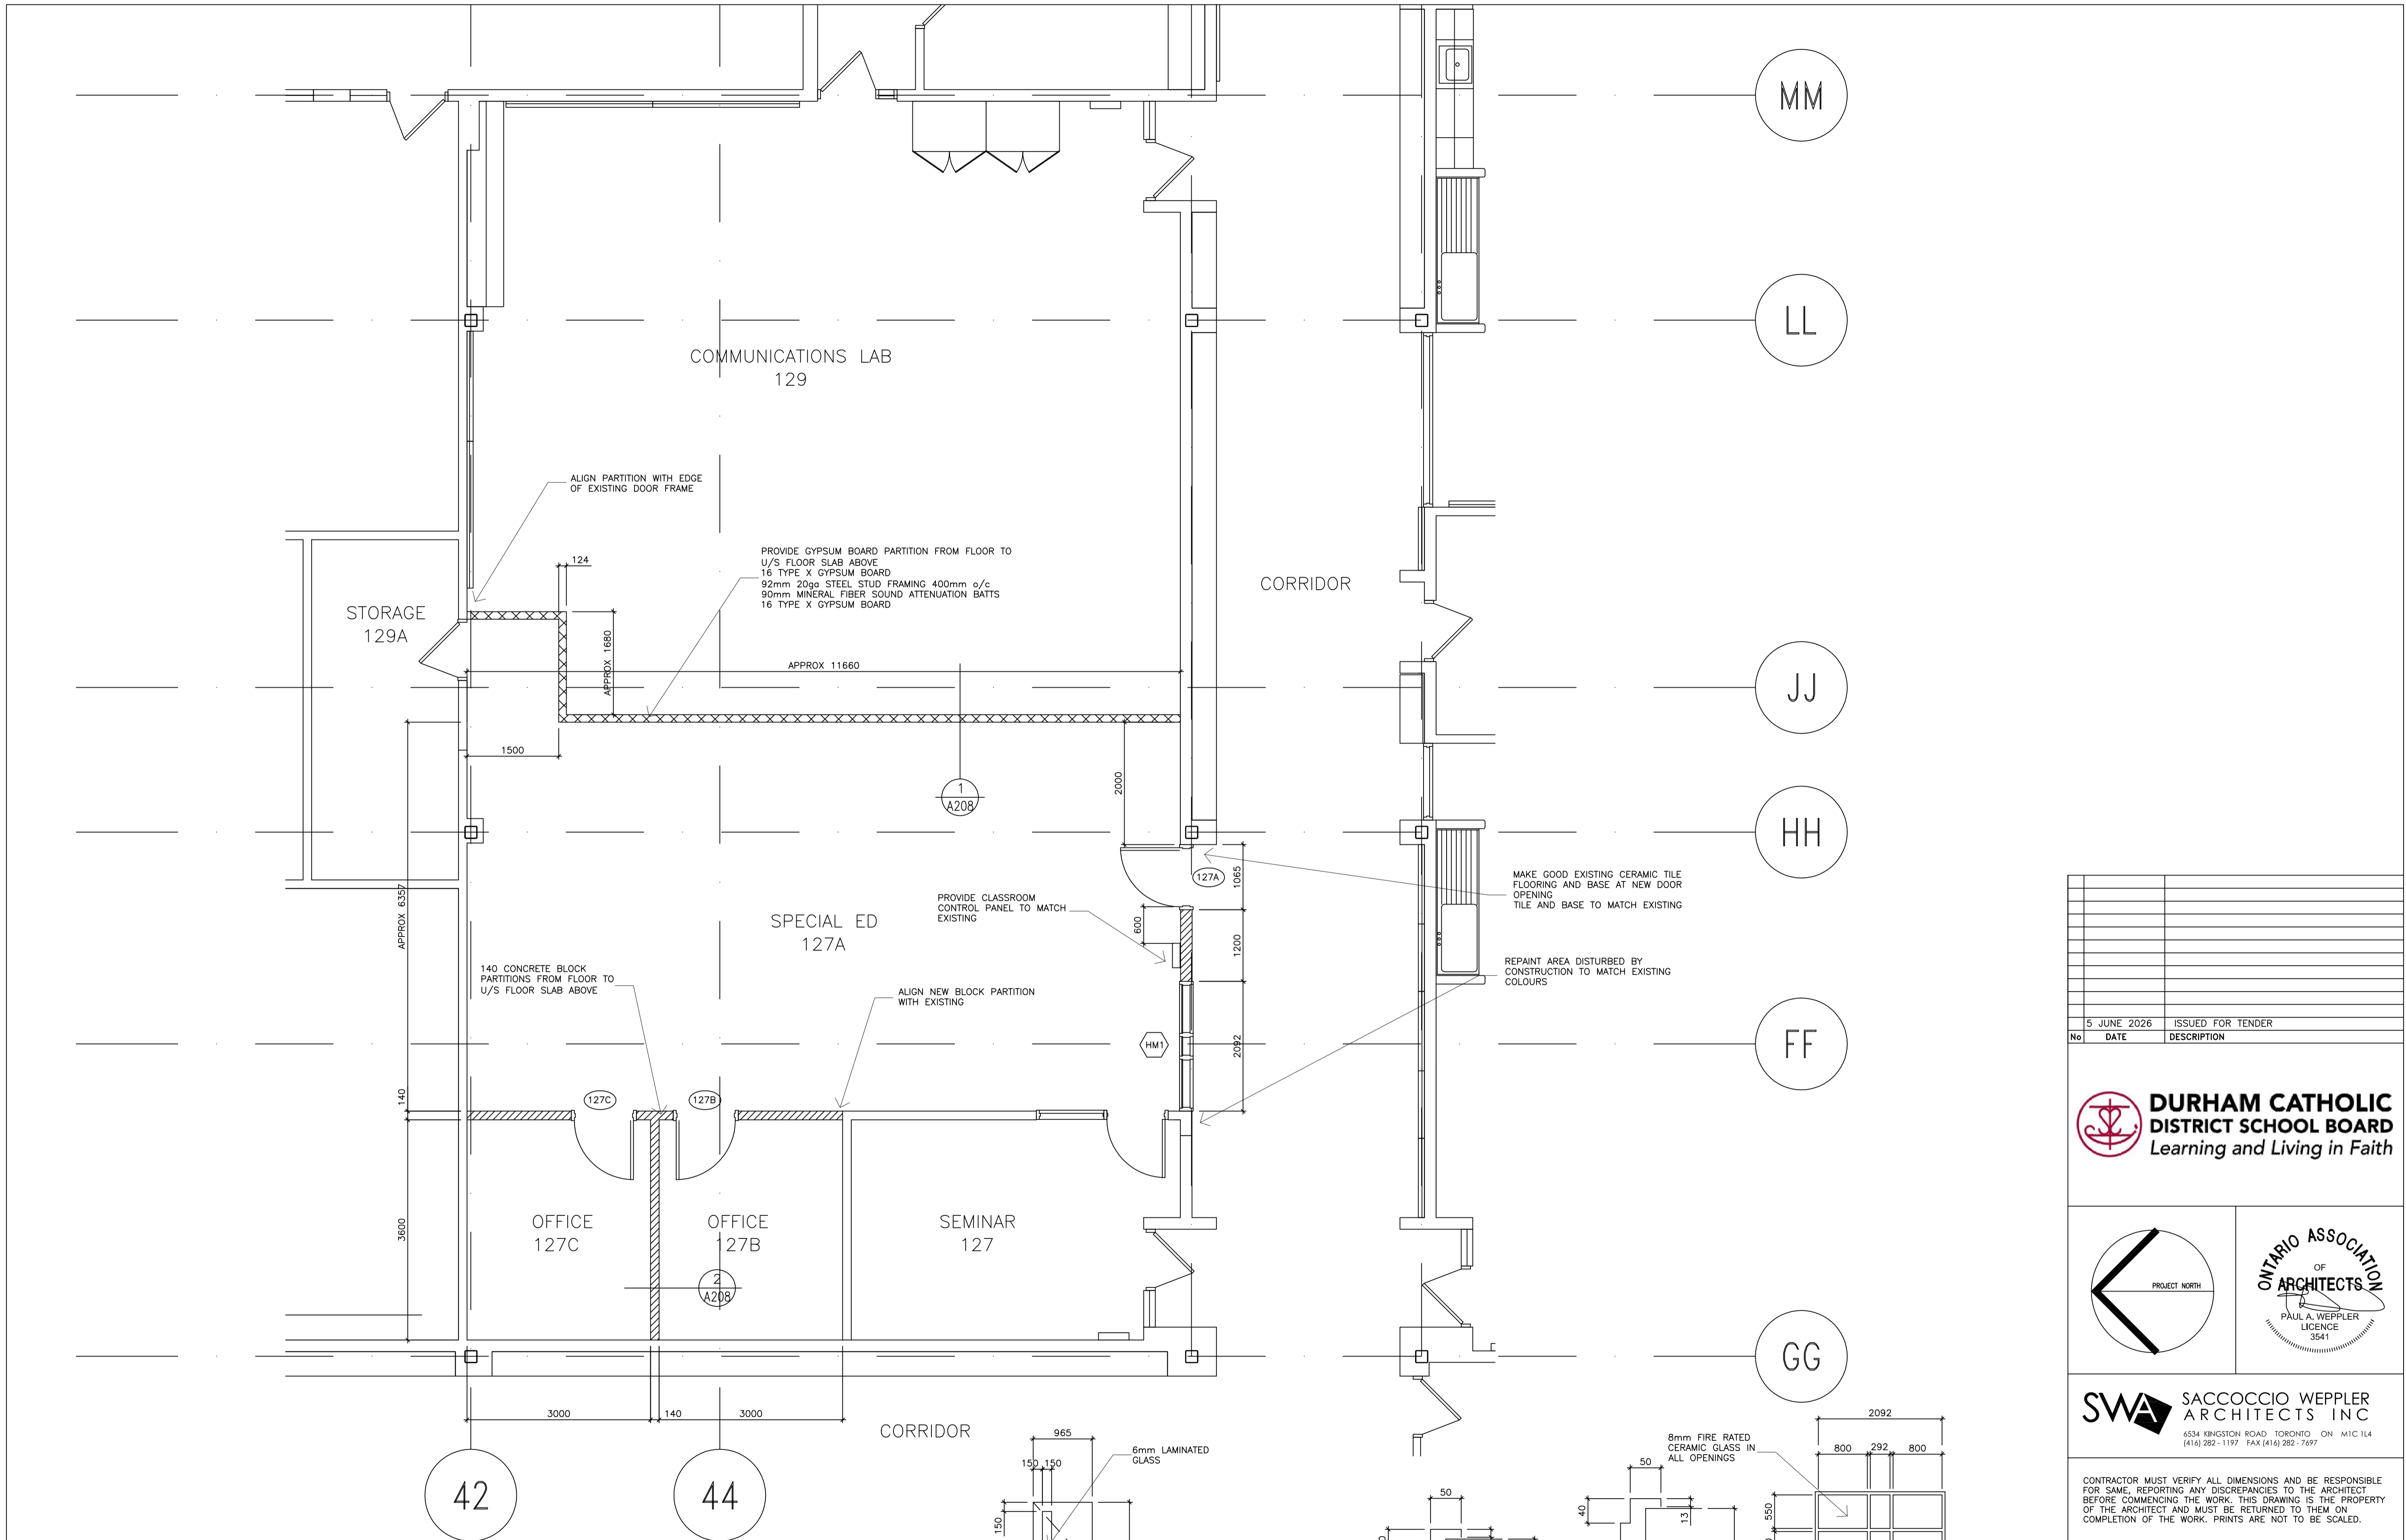 MM
LL
COMMUNICATIONS LAB
129
ALIGN PARTITION WITH EDGE
OF EXISTING DOOR FRAME
124
PROVIDE GYPSUM BOARD PARTITION FROM FLOOR TO
U/S FLOOR SLAB ABOVE
16 TYPE X GYPSUM BOARD
92mm 20ga STEEL STUD FRAMING 400mm o/c
90mm MINERAL FIBER SOUND ATTENUATION BATTS
16 TYPE X GYPSUM BOARD
CORRIDOR
STORAGE
129A
APPROX 1680
APPROX 11660
JJ
1500
1
A208
2000
HH
127A
1065
MAKE GOOD EXISTING CERAMIC TILE
FLOORING AND BASE AT NEW DOOR
OPENING
TILE AND BASE TO MATCH EXISTING
APPROX 6357
PROVIDE CLASSROOM
CONTROL PANEL TO MATCH
EXISTING
600
1200
SPECIAL ED
127A
140 CONCRETE BLOCK
PARTITIONS FROM FLOOR TO
U/S FLOOR SLAB ABOVE
ALIGN NEW BLOCK PARTITION
WITH EXISTING
REPAINT AREA DISTURBED BY
CONSTRUCTION TO MATCH EXISTING
COLOURS
HM1
2092
FF
140
127C
127B
3600
OFFICE
127C
OFFICE
127B
SEMINAR
127
2
A208
GG
3000
140
3000
CORRIDOR
42
44
965
150
150
150
6mm LAMINATED
GLASS
50
50
40
13
8mm FIRE RATED
CERAMIC GLASS IN
ALL OPENINGS
2092
800
292
800
550
5 JUNE 2026
ISSUED FOR TENDER
No
DATE
DESCRIPTION
DURHAM CATHOLIC
DISTRICT SCHOOL BOARD
Learning and Living in Faith
PROJECT NORTH
ONTARIO ASSOCIATION
OF
ARCHITECTS
PAUL A. WEPPLER
LICENCE
3541
SWA
SACCOCCIO WEPPLER
ARCHITECTS INC
6534 KINGSTON ROAD TORONTO ON M1C 1L4
(416) 282 - 1197 FAX (416) 282 - 7697
CONTRACTOR MUST VERIFY ALL DIMENSIONS AND BE RESPONSIBLE
FOR SAME, REPORTING ANY DISCREPANCIES TO THE ARCHITECT
BEFORE COMMENCING THE WORK. THIS DRAWING IS THE PROPERTY
OF THE ARCHITECT AND MUST BE RETURNED TO THEM ON
COMPLETION OF THE WORK. PRINTS ARE NOT TO BE SCALED.